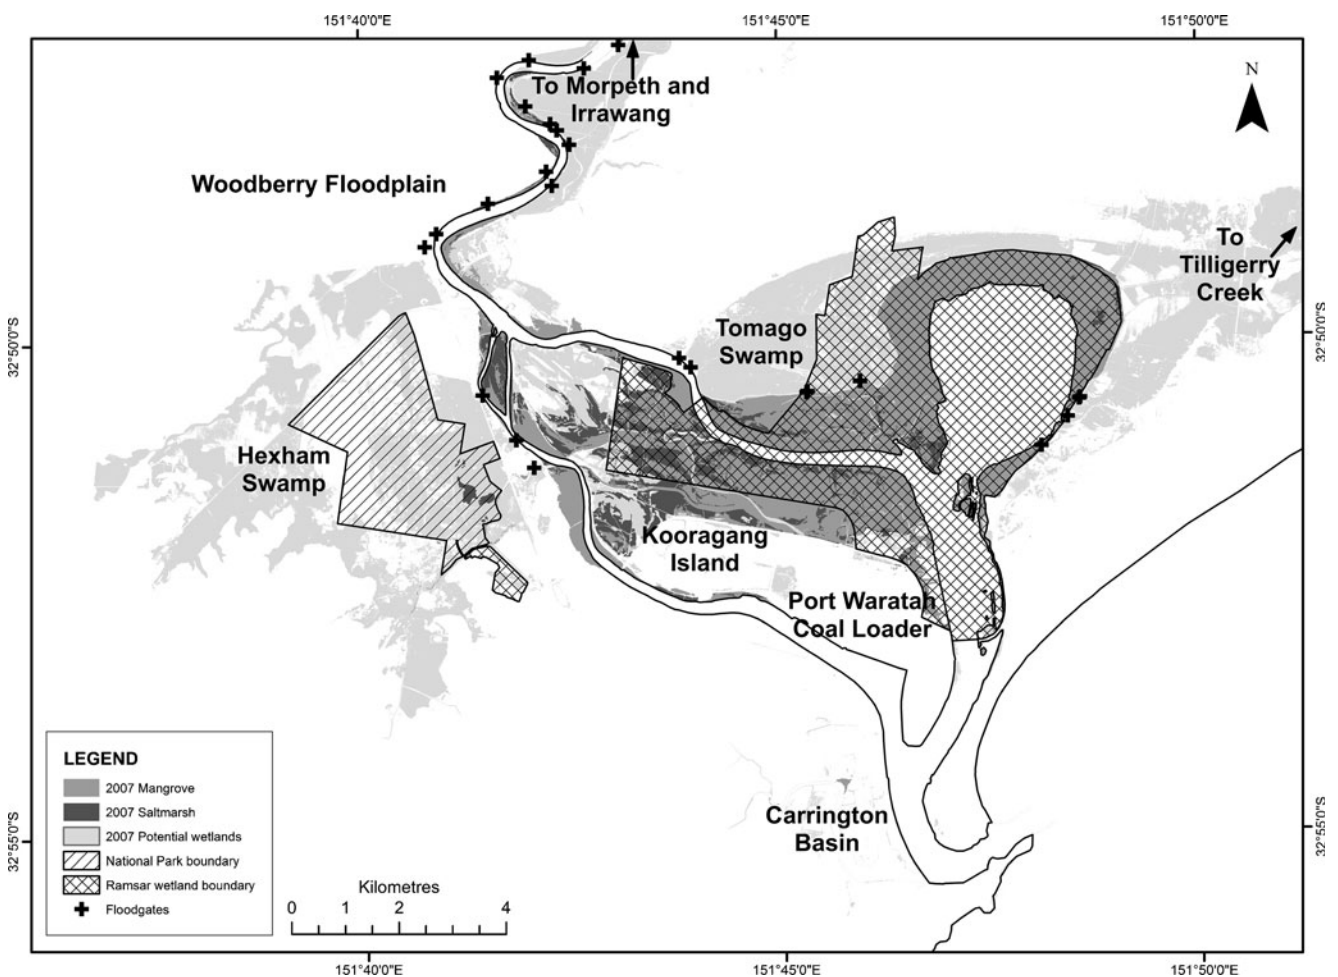 151°40'0"E
151°45'0"E
151°50'0"E
N
To Morpeth and
Irrawang
Woodberry Floodplain
To
Tilligerry
Creek
32°50'0"S
32°50'0"S
Tomago
Swamp
Hexham
Swamp
Kooragang
Island
Port Waratah
Coal Loader
LEGEND
2007 Mangrove
2007 Saltmarsh
2007 Potential wetlands
National Park boundary
Ramsar wetland boundary
Floodgates
Carrington
Basin
32°55'0"S
32°55'0"S
Kilometres
0 1 2 4
151°40'0"E
151°45'0"E
151°50'0"E